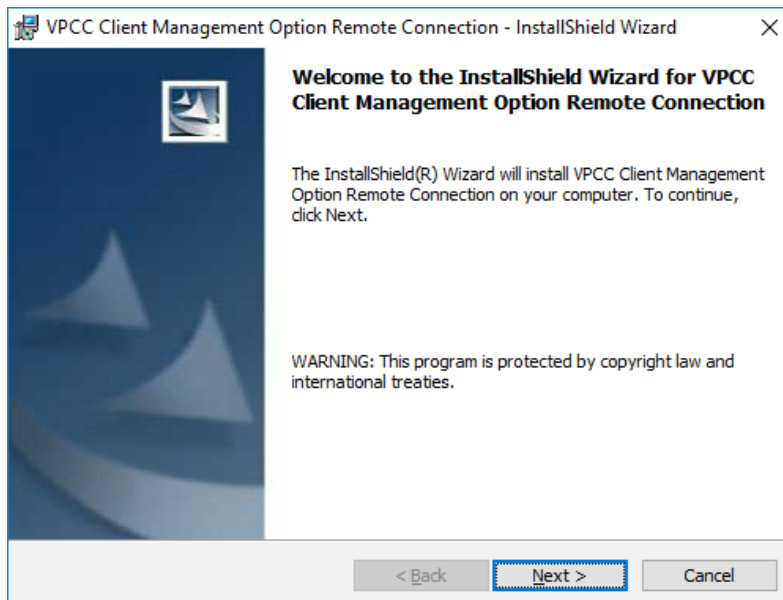 VPCC Client Management Option Remote Connection - InstallShield Wizard
Welcome to the InstallShield Wizard for VPCC
Client Management Option Remote Connection
The InstallShield(R) Wizard will install VPCC Client Management
Option Remote Connection on your computer. To continue,
click Next.
WARNING: This program is protected by copyright law and
international treaties.
< Back
Next >
Cancel